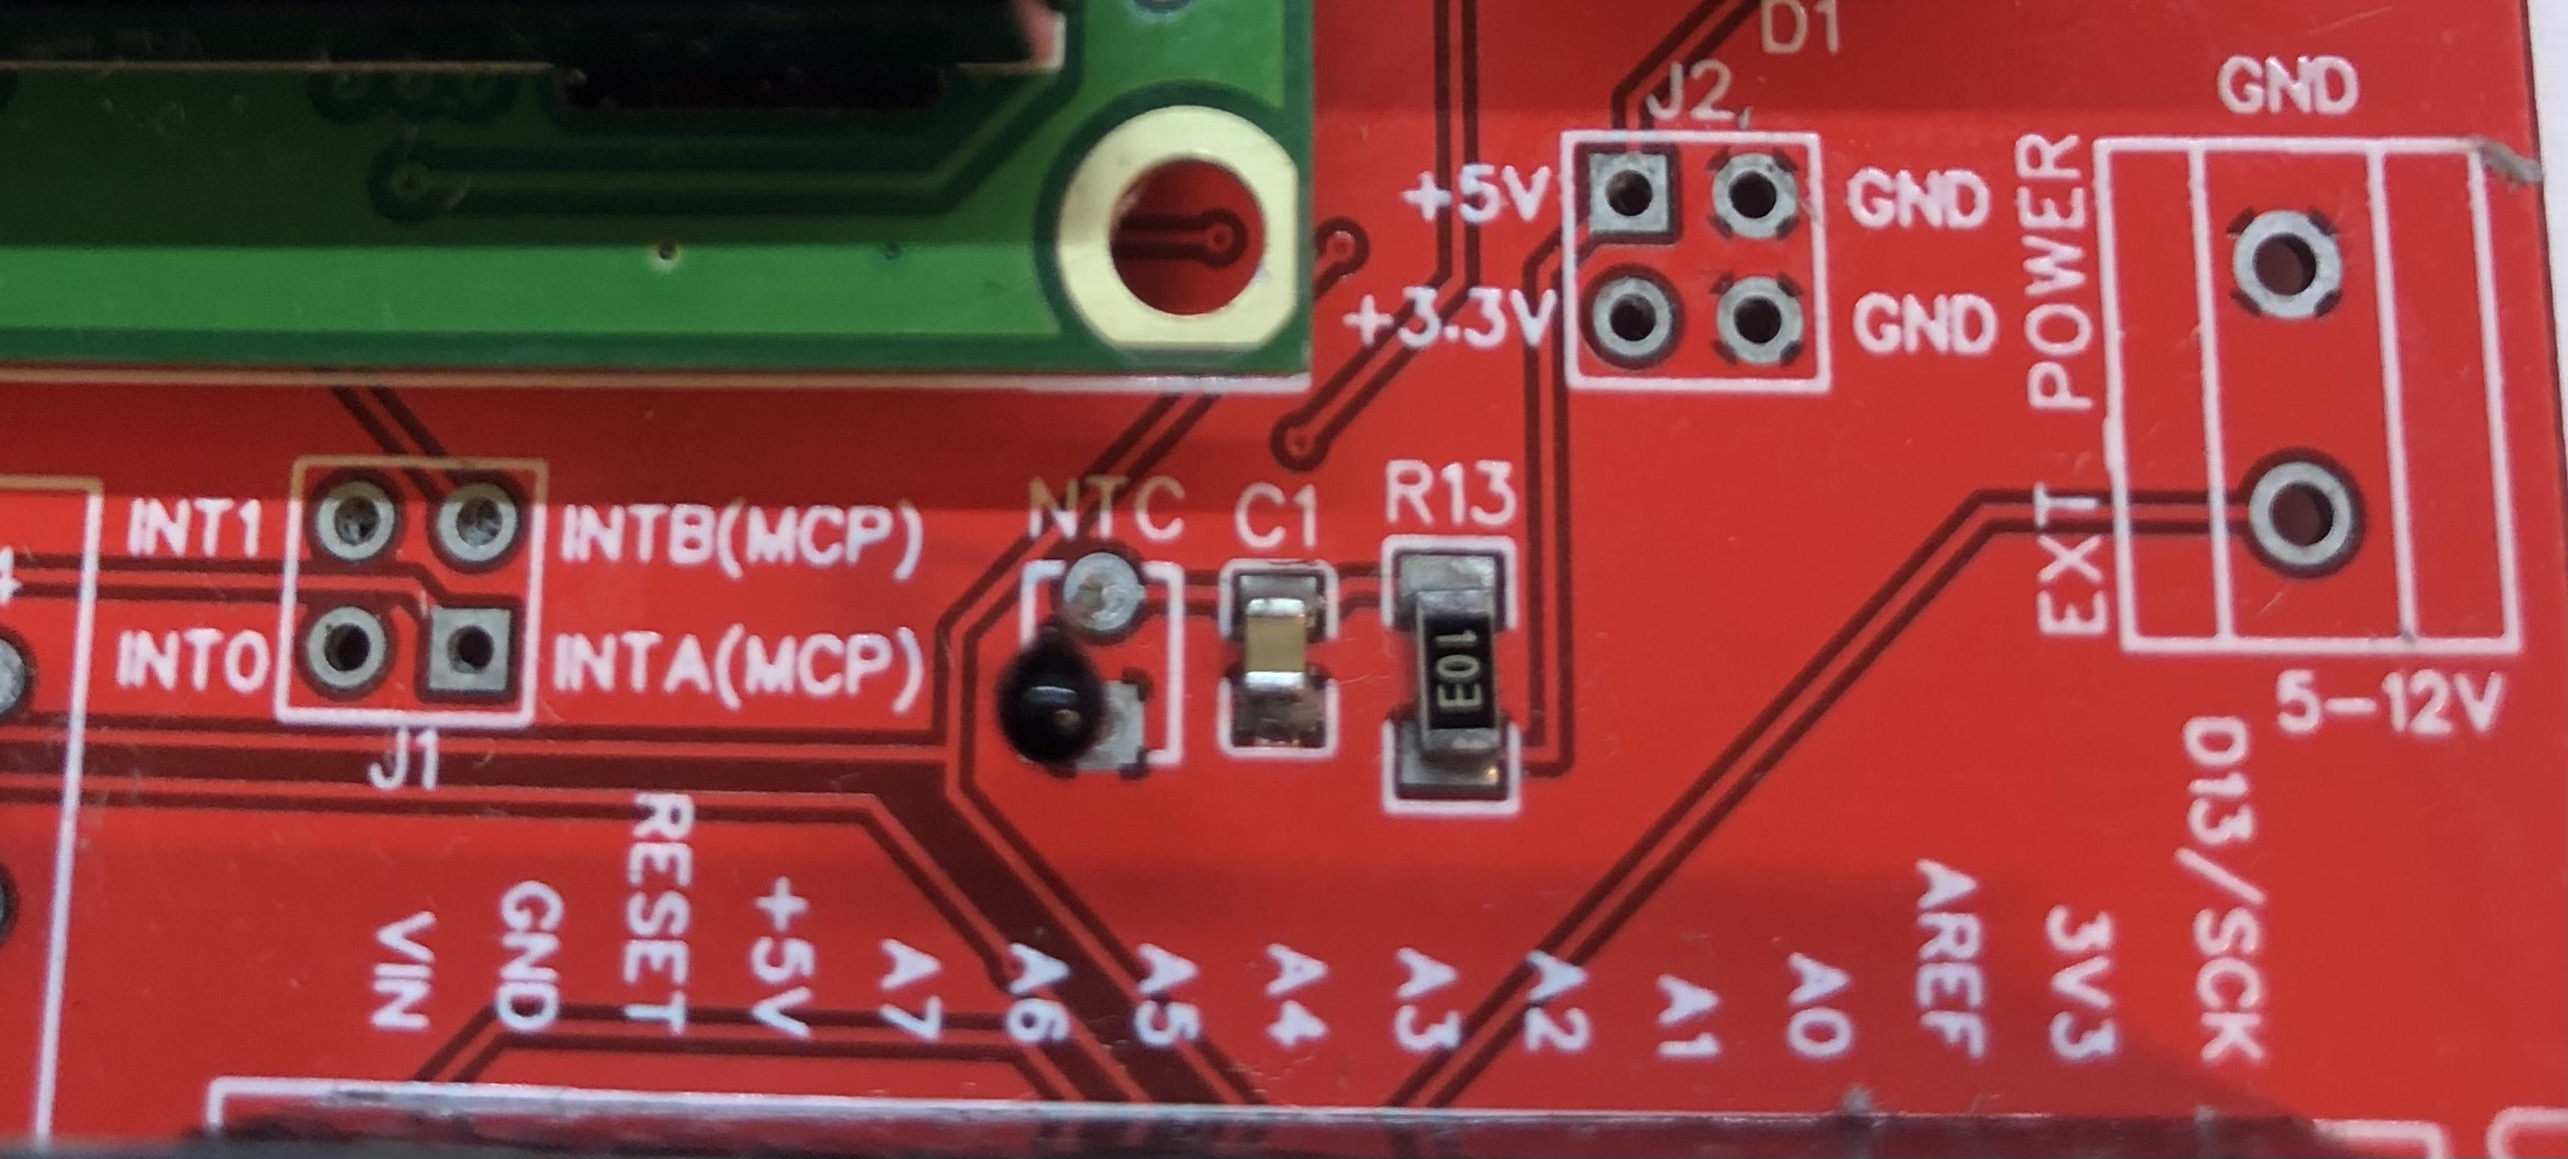 D1
J2
GND
+5V
GND
+3.3V
GND
EXT POWER
5-12V
INT1
INTB(MCP)
INT0
INTA(MCP)
J1
NTC
C1
R13
103
VIN
GND
RESET
+5V
A7
A6
A5
A4
A3
A2
A1
A0
AREF
3V3
D13/SCK